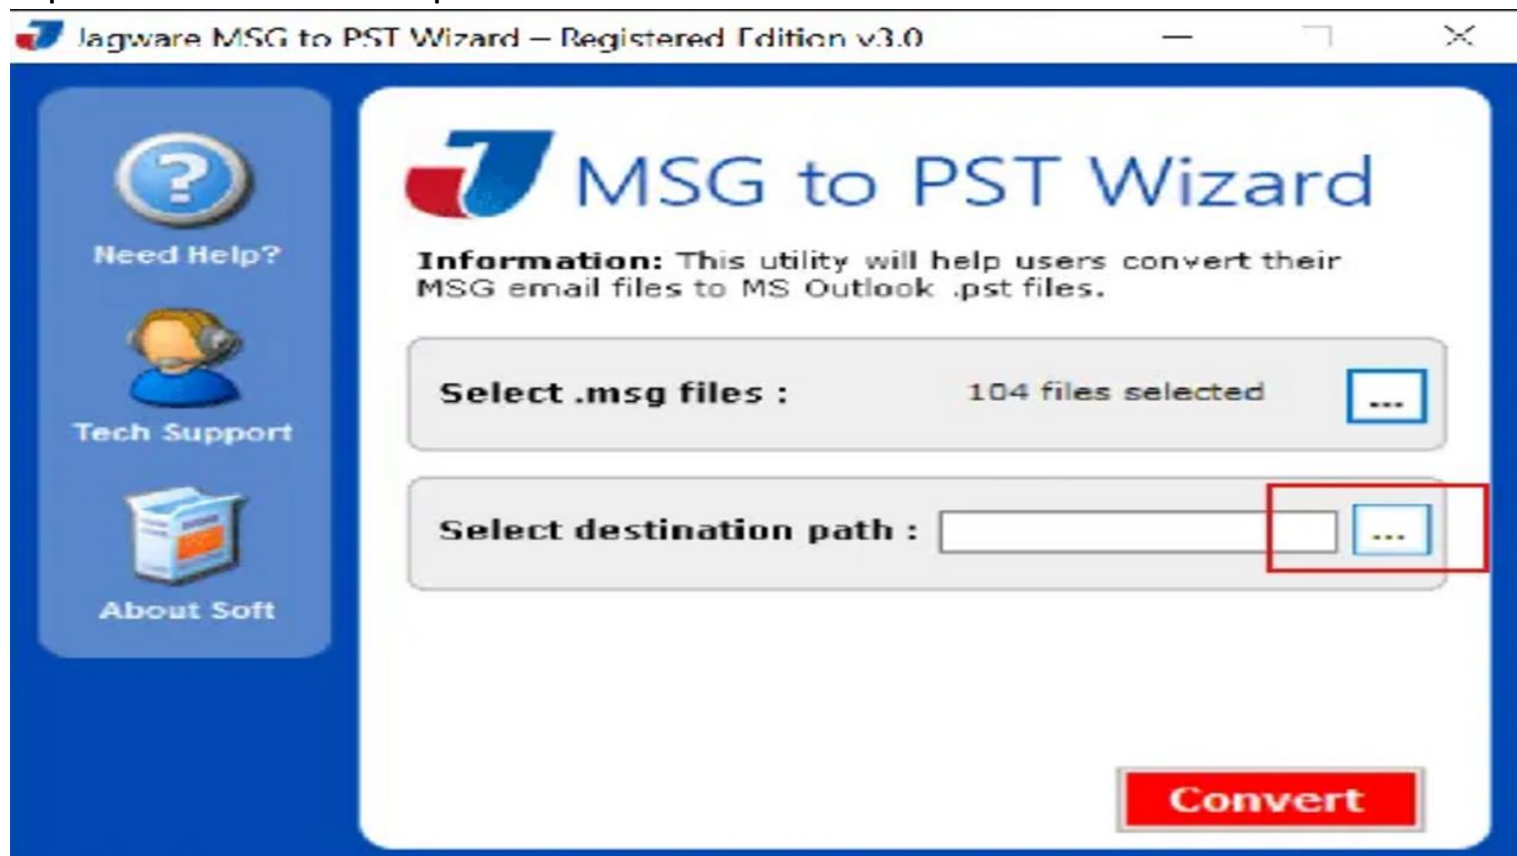 Jagware MSG to PST Wizard – Registered Edition v3.0
Need Help?
Tech Support
About Soft
MSG to PST Wizard
Information: This utility will help users convert their
MSG email files to MS Outlook .pst files.
Select .msg files : 104 files selected ...
Select destination path : ...
Convert